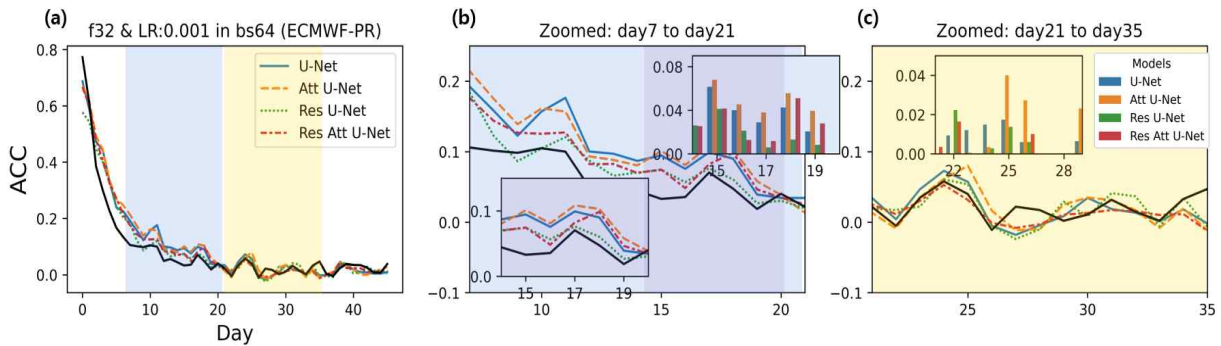 (a)
f32 & LR:0.001 in bs64 (ECMWF-PR)
ACC
0.8
0.6
0.4
0.2
0.0
0
10
20
30
40
Day
U-Net
Att U-Net
Res U-Net
Res Att U-Net
(b)
Zoomed: day7 to day21
0.2
0.1
0.0
−0.1
10
15
20
0.08
0.04
0.00
15
17
19
0.1
0.0
15
17
19
(c)
Zoomed: day21 to day35
0.2
0.1
0.0
−0.1
25
30
35
0.04
0.02
0.00
22
25
28
Models
U-Net
Att U-Net
Res U-Net
Res Att U-Net